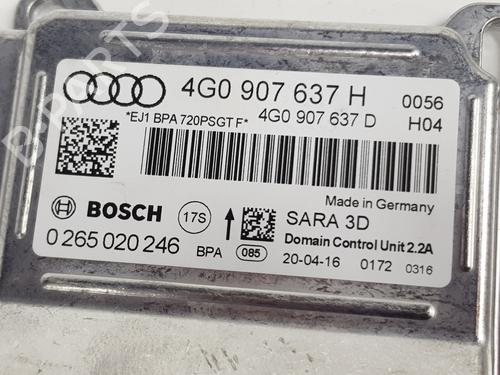 4G0 907 637 H 0056
*EJ1 BPA 720PSGT F* 4G0 907 637 D H04
Made in Germany
BOSCH 17S SARA 3D
Domain Control Unit 2.2A
0 265 020 246 BPA 085 20-04-16 0172 0316
B-PARTS